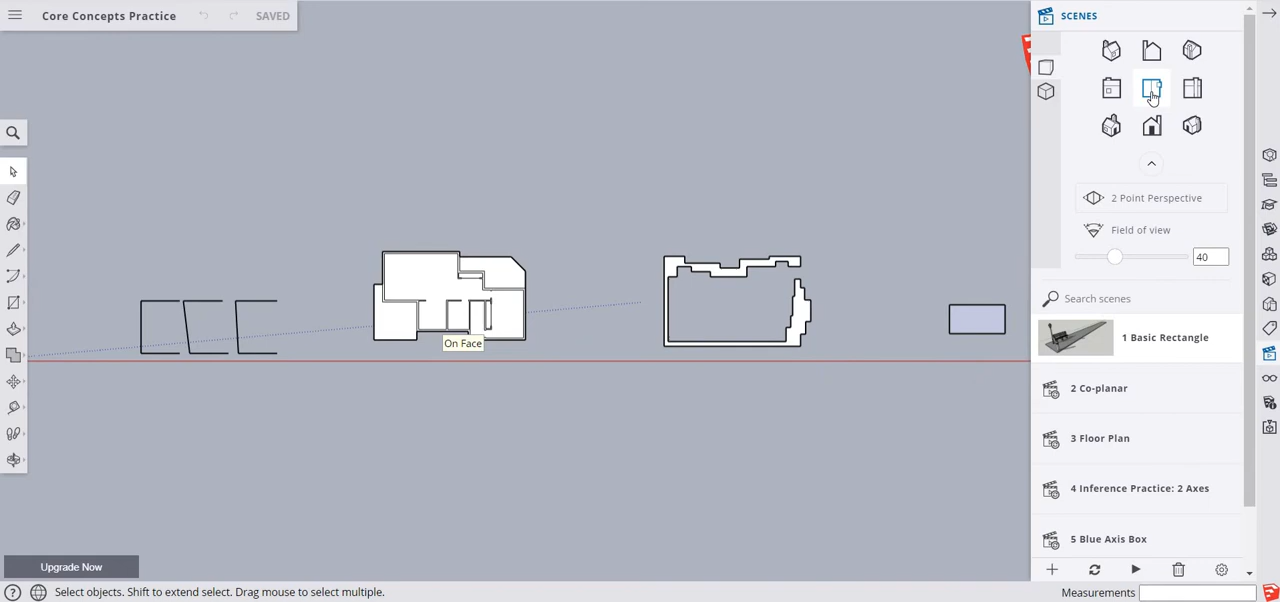 Core Concepts Practice
SAVED
SCENES
2 Point Perspective
Field of view
40
Search scenes
1 Basic Rectangle
2 Co-planar
3 Floor Plan
4 Inference Practice: 2 Axes
5 Blue Axis Box
On Face
Upgrade Now
Select objects. Shift to extend select. Drag mouse to select multiple.
Measurements